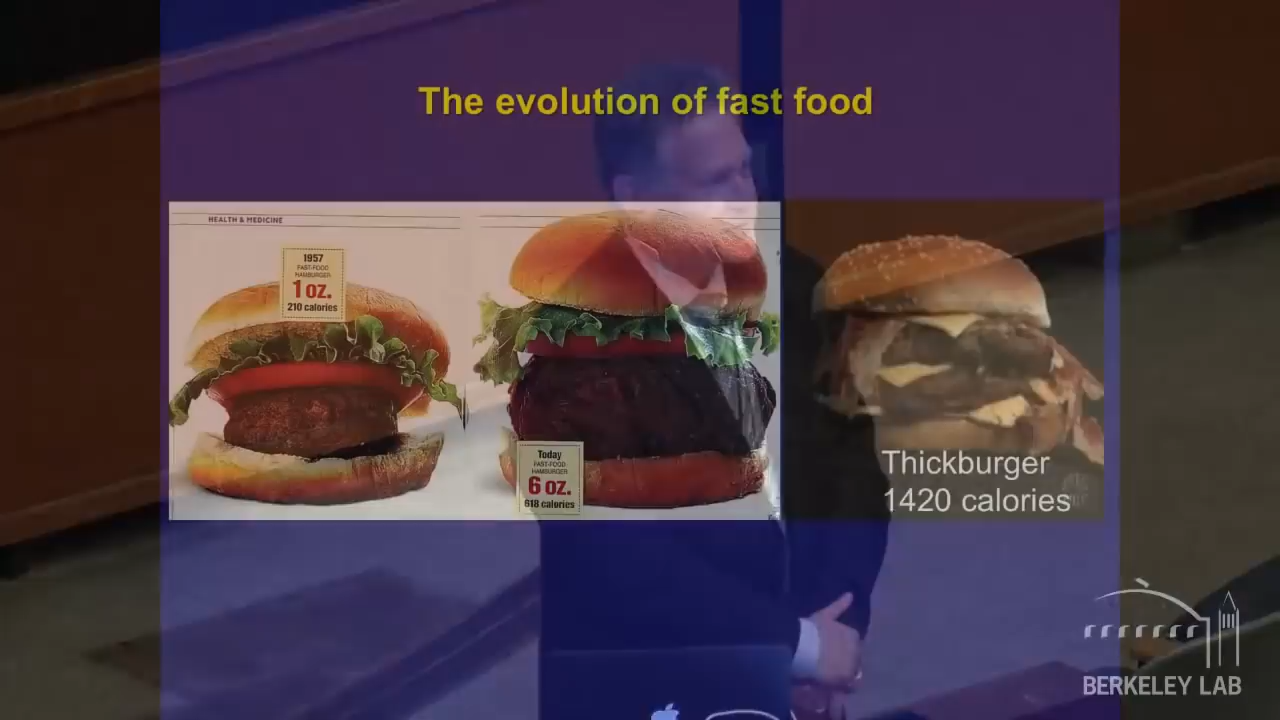 The evolution of fast food
HEALTH & MEDICINE
1957
FAST-FOOD
HAMBURGER
1 oz.
210 calories
Today
FAST-FOOD
HAMBURGER
6 oz.
618 calories
Thickburger
1420 calories
BERKELEY LAB